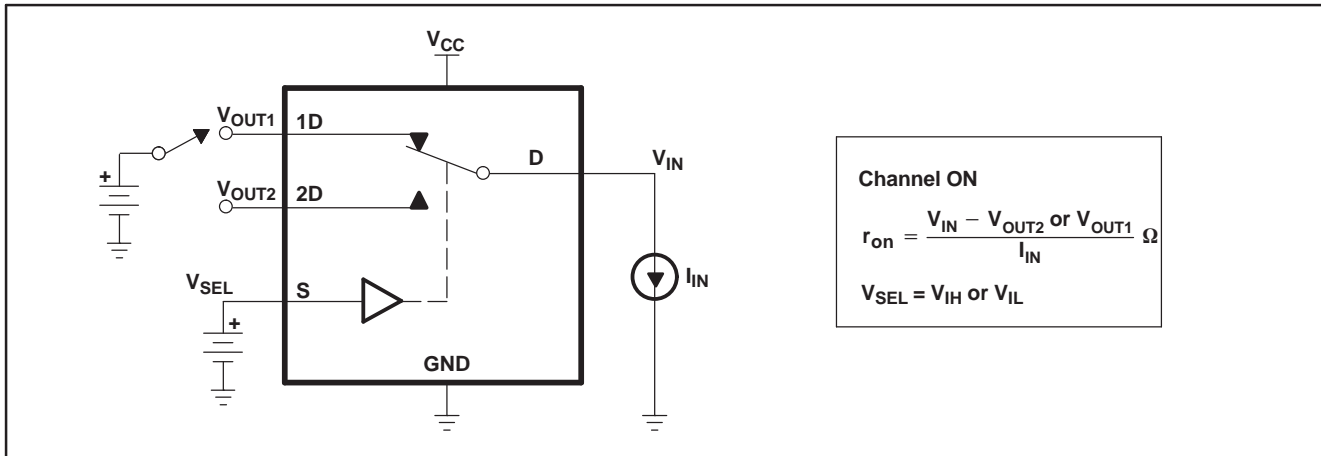 VCC
VOUT1
1D
D
VIN
+
VOUT2
2D
VSEL
S
+
IIN
GND
Channel ON
ron = VIN – VOUT2 or VOUT1 / IIN Ω
VSEL = VIH or VIL